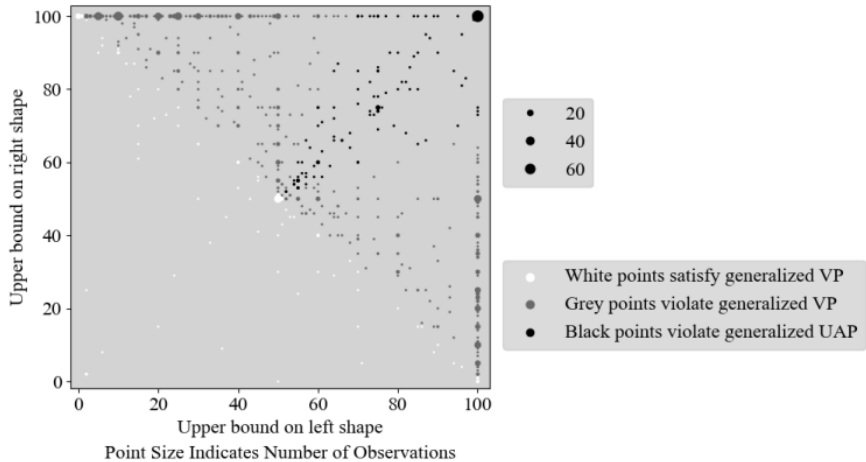 100
80
60
40
20
0
Upper bound on right shape
0
20
40
60
80
100
Upper bound on left shape
Point Size Indicates Number of Observations
20
40
60
White points satisfy generalized VP
Grey points violate generalized VP
Black points violate generalized UAP